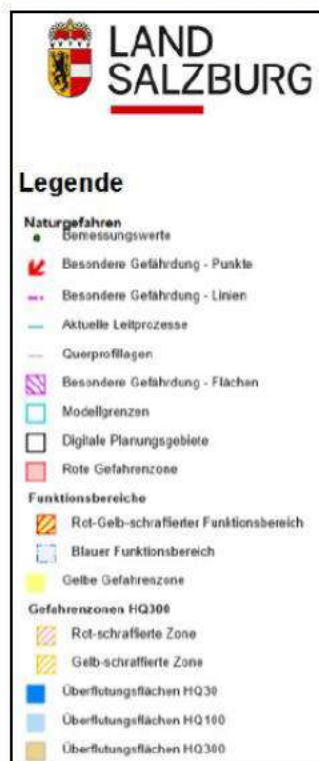 LAND
SALZBURG
Legende
Naturgefahren
Bemessungswerte
Besondere Gefährdung - Punkte
Besondere Gefährdung - Linien
Aktuelle Leitprozesse
Querprofillagen
Besondere Gefährdung - Flächen
Modellgrenzen
Digitale Planungsgebiete
Rote Gefahrenzone
Funktionsbereiche
Rot-Gelb-schraffierter Funktionsbereich
Blauer Funktionsbereich
Gelbe Gefahrenzone
Gefahrenzonen HQ300
Rot-schraffierte Zone
Gelb-schraffierte Zone
Überflutungsflächen HQ30
Überflutungsflächen HQ100
Überflutungsflächen HQ300